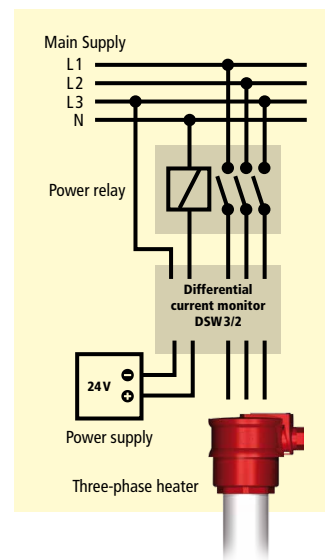 Main Supply
L1
L2
L3
N
Power relay
Differential
current monitor
DSW3/2
24V
Power supply
Three-phase heater